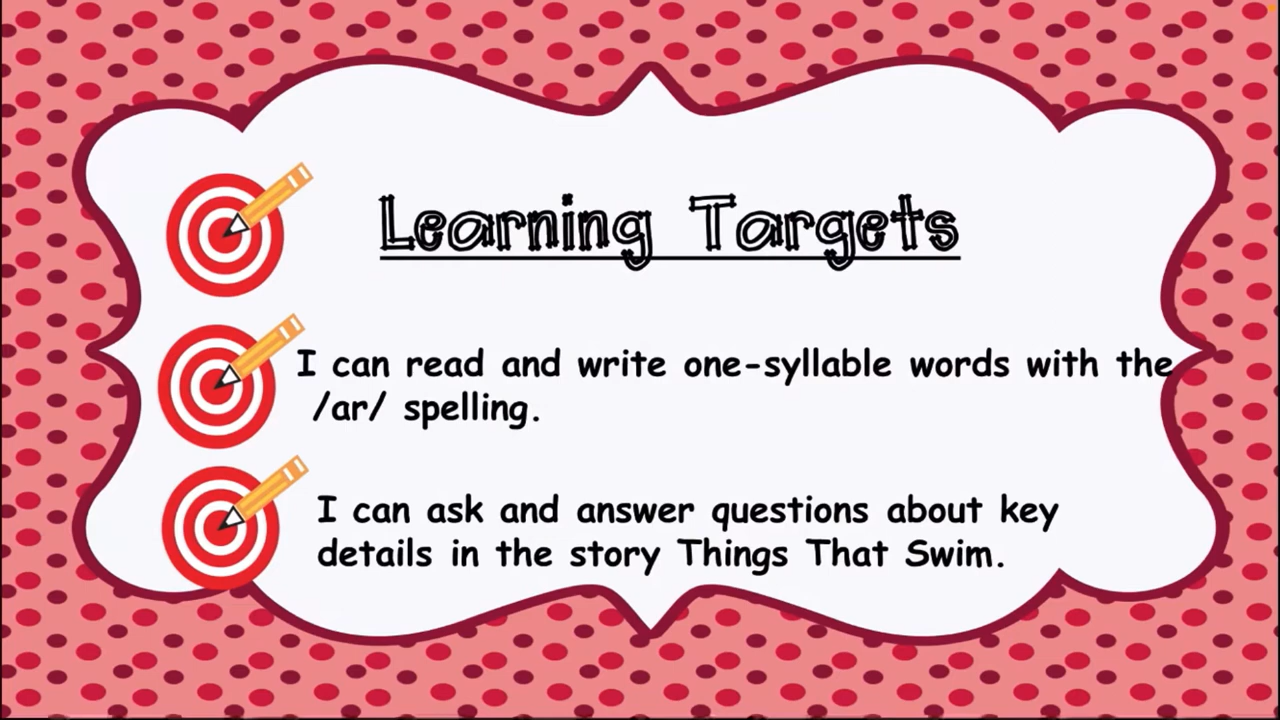 Learning Targets
I can read and write one-syllable words with the
/ar/ spelling.
I can ask and answer questions about key
details in the story Things That Swim.